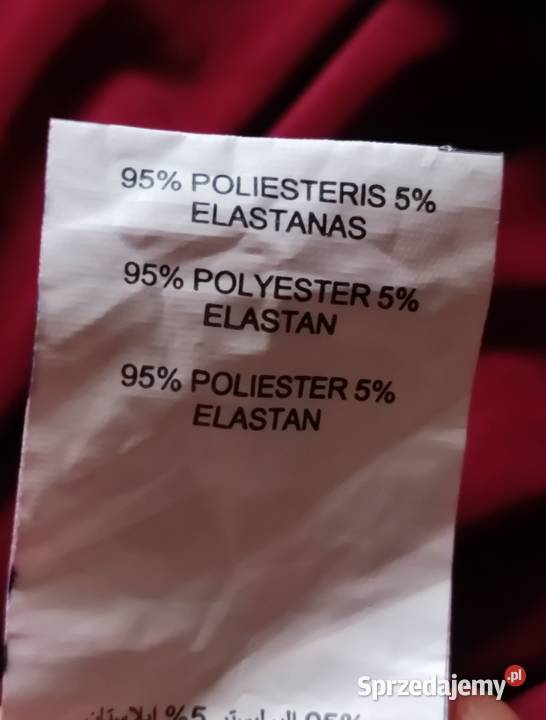 95% POLIESTERIS 5%
ELASTANAS
95% POLYESTER 5%
ELASTAN
95% POLIESTER 5%
ELASTAN
Sprzedajemy.pl